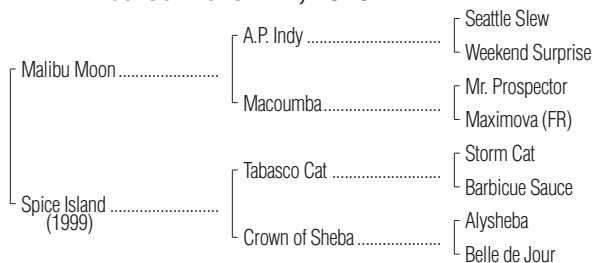 Malibu Moon
A.P. Indy
Seattle Slew
Weekend Surprise
Macoumba
Mr. Prospector
Maximova (FR)
Spice Island
(1999)
Tabasco Cat
Storm Cat
Barbicue Sauce
Crown of Sheba
Alysheba
Belle de Jour